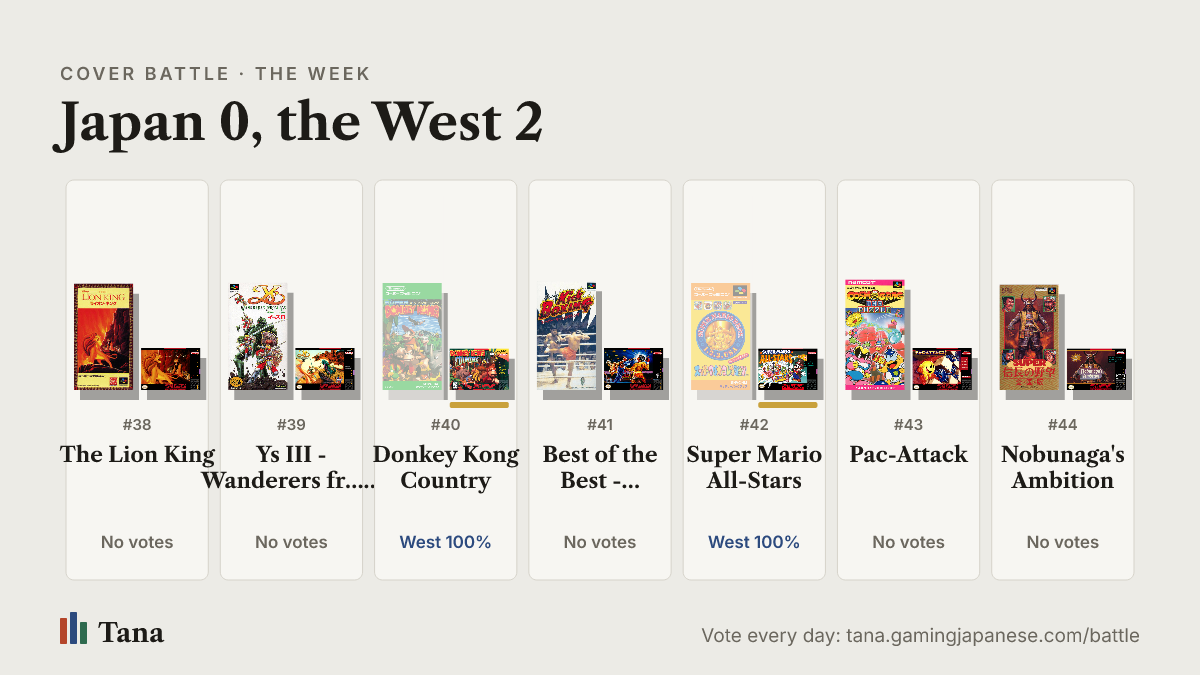 COVER BATTLE · THE WEEK
Japan 0, the West 2
#38
The Lion King
No votes
#39
Ys III -
Wanderers fr.....
No votes
#40
Donkey Kong
Country
West 100%
#41
Best of the
Best -...
No votes
#42
Super Mario
All-Stars
West 100%
#43
Pac-Attack
No votes
#44
Nobunaga's
Ambition
No votes
Tana
Vote every day: tana.gamingjapanese.com/battle